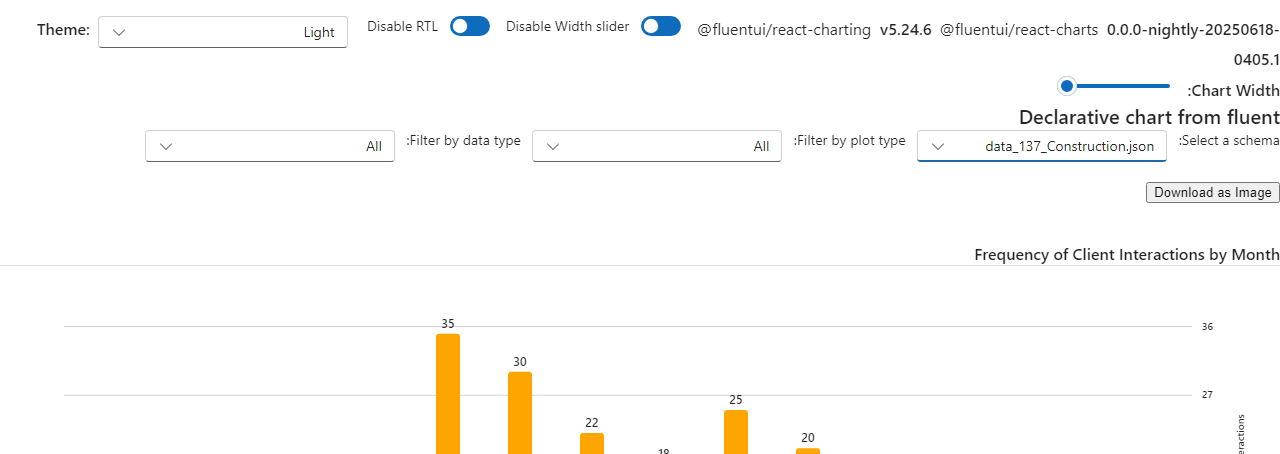 Theme: Light Disable RTL Disable Width slider @fluentui/react-charting v5.24.6 @fluentui/react-charts 0.0.0-nightly-20250618-
0405.1
:Chart Width
Declarative chart from fluent
:Select a schema data_137_Construction.json :Filter by plot type All :Filter by data type All
Download as Image
Frequency of Client Interactions by Month
36
35
30
27
25
22
20
18